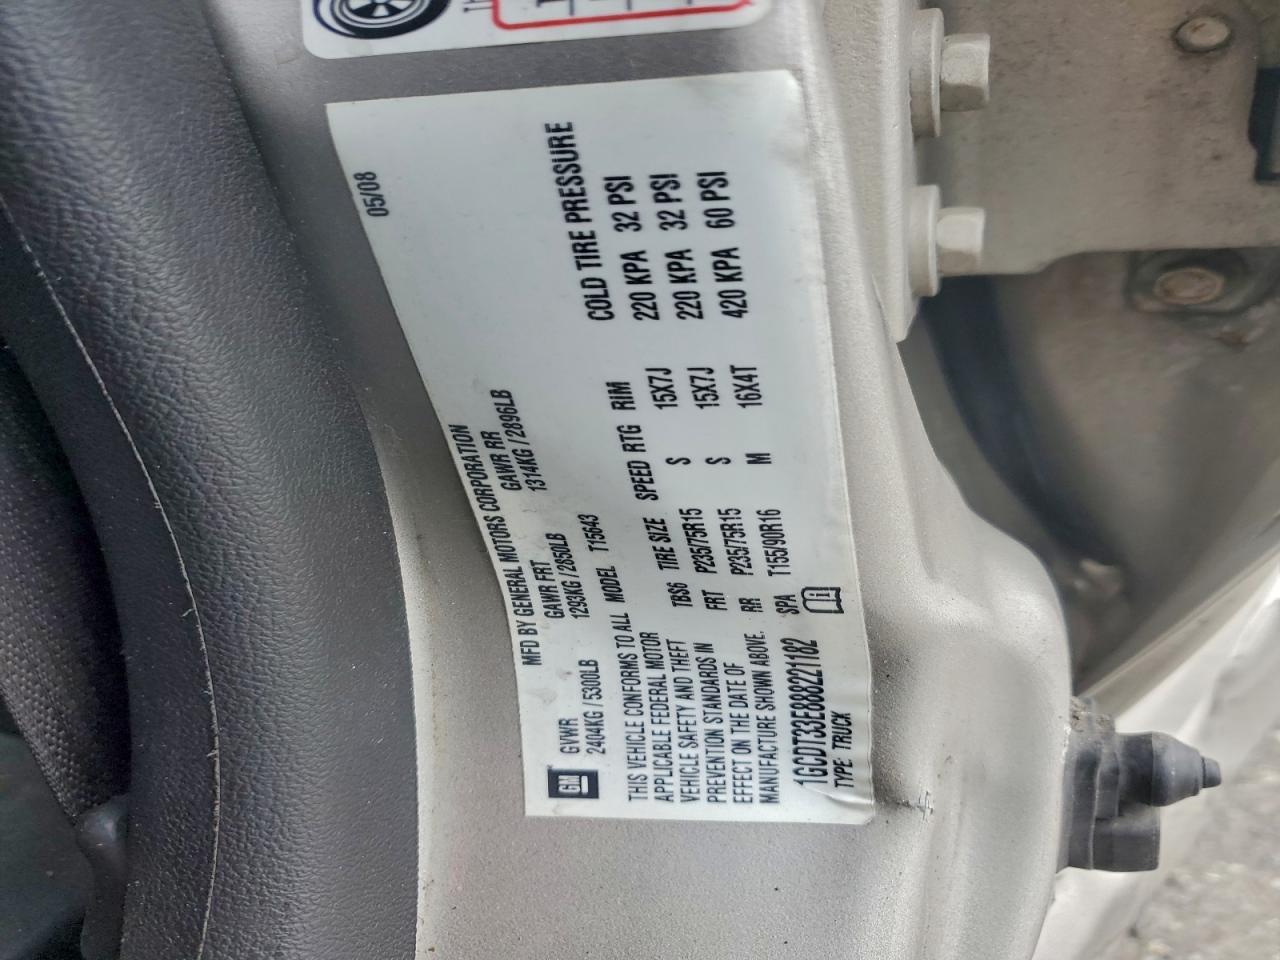 MFD BY GENERAL MOTORS CORPORATION
05/08
GM
GVWR GAWR FRT GAWR RR
2404KG / 5300LB 1293KG / 2850LB 1314KG / 2896LB
THIS VEHICLE CONFORMS TO ALL
APPLICABLE FEDERAL MOTOR
VEHICLE SAFETY AND THEFT
PREVENTION STANDARDS IN
EFFECT ON THE DATE OF
MANUFACTURE SHOWN ABOVE.
1GCDT33E888221182
TYPE: TRUCK
MODEL T15643
COLD TIRE PRESSURE
TBS6 TIRE SIZE SPEED RTG RIM
FRT P235/75R15 S 15X7J 220 KPA 32 PSI
RR P235/75R15 S 15X7J 220 KPA 32 PSI
SPA T155/90R16 M 16X4T 420 KPA 60 PSI